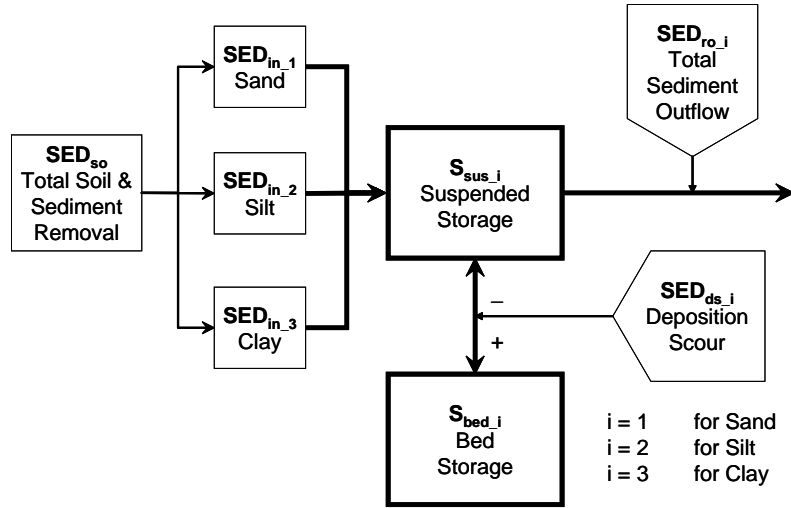 SED_so
Total Soil &
Sediment
Removal
SED_in_1
Sand
SED_in_2
Silt
SED_in_3
Clay
S_sus_i
Suspended
Storage
SED_ro_i
Total
Sediment
Outflow
–
+
SED_ds_i
Deposition
Scour
S_bed_i
Bed
Storage
i = 1 for Sand
i = 2 for Silt
i = 3 for Clay